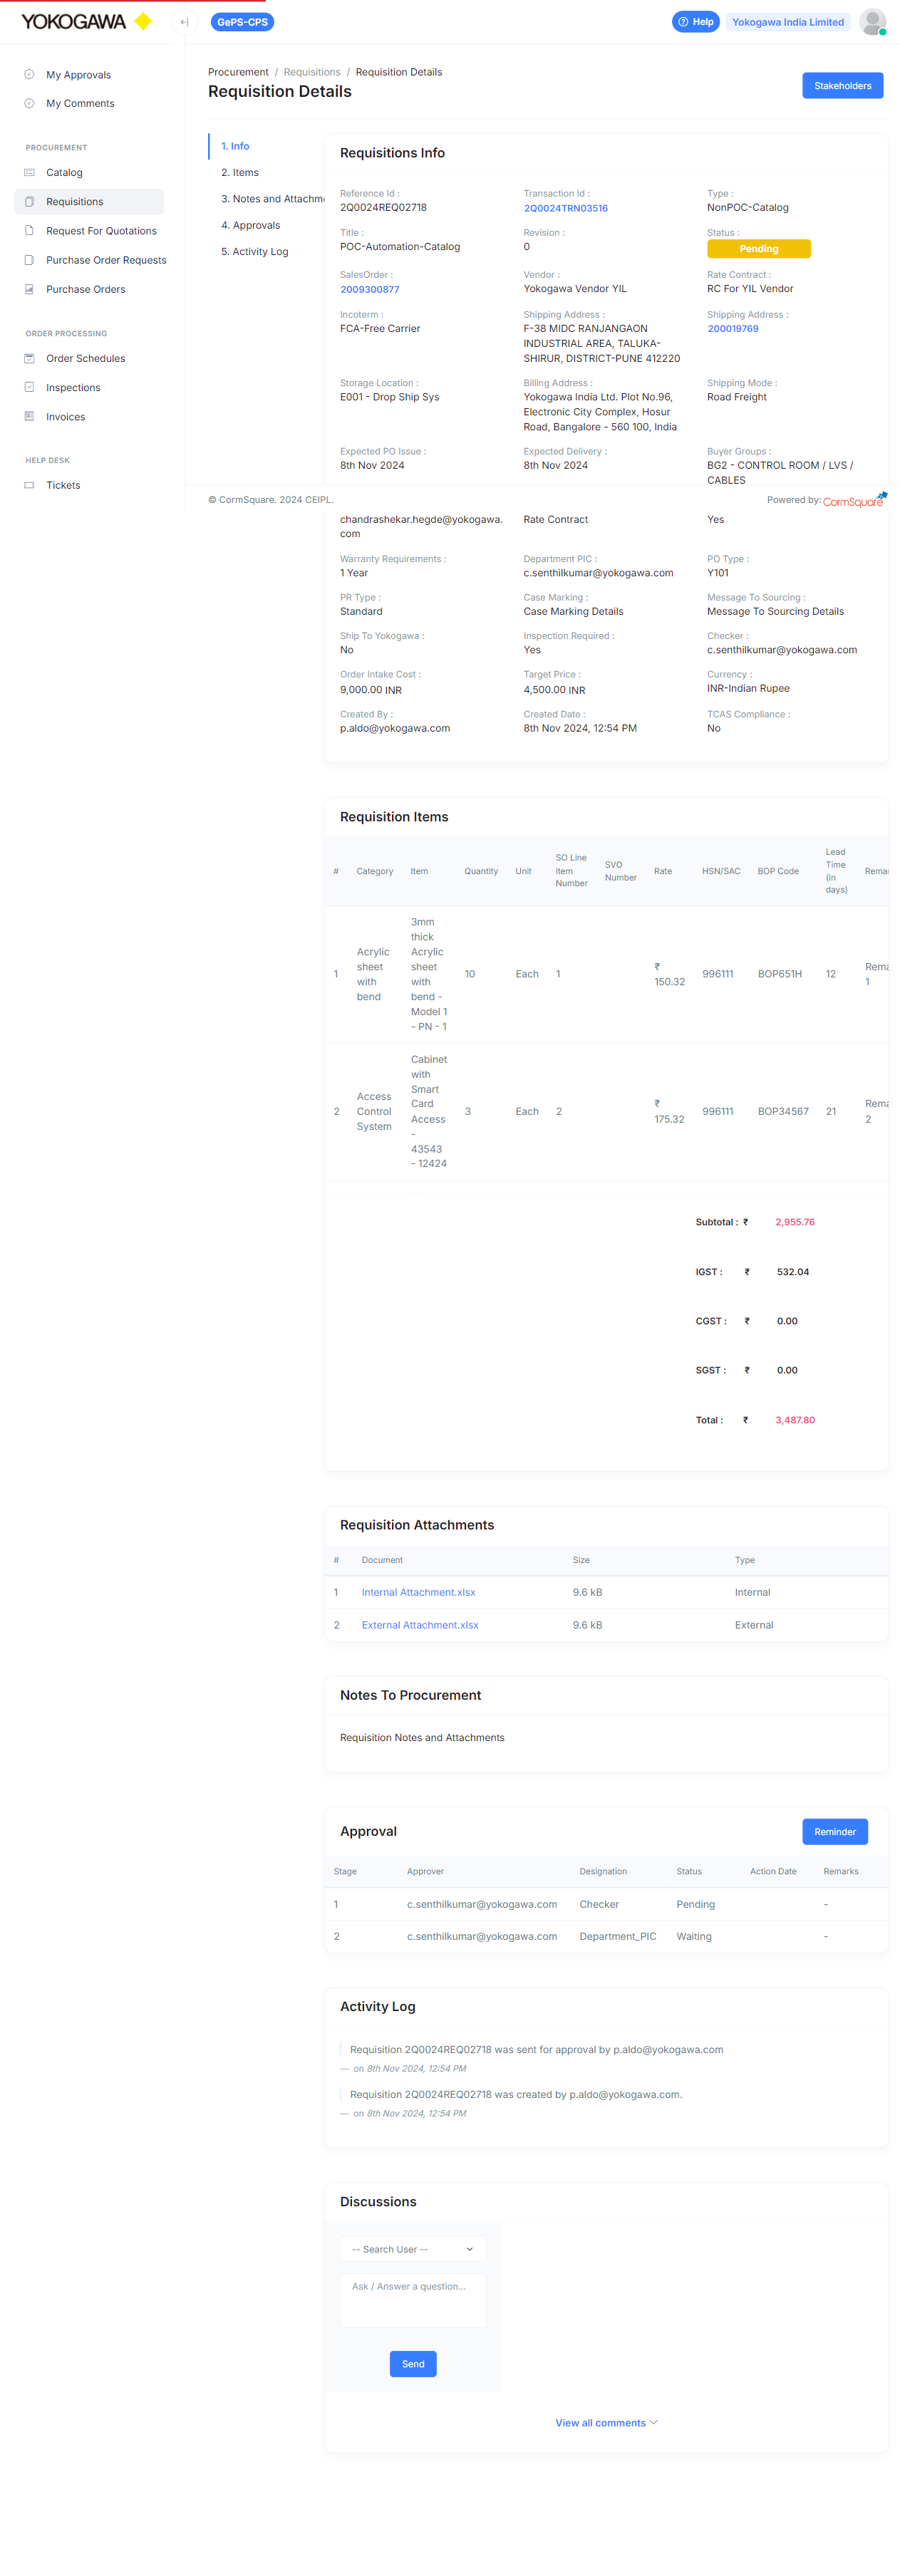 YOKOGAWA
GePS-CPS
Help
Yokogawa India Limited
My Approvals
My Comments
PROCUREMENT
Catalog
Requisitions
Request For Quotations
Purchase Order Requests
Purchase Orders
ORDER PROCESSING
Order Schedules
Inspections
Invoices
HELP DESK
Tickets
Procurement / Requisitions / Requisition Details
Requisition Details
Stakeholders
1. Info
2. Items
3. Notes and Attachme
4. Approvals
5. Activity Log
Requisitions Info
Reference Id :
2Q0024REQ02718
Transaction Id :
2Q0024TRN03516
Type :
NonPOC-Catalog
Title :
POC-Automation-Catalog
Revision :
0
Status :
Pending
SalesOrder :
2009300877
Vendor :
Yokogawa Vendor YIL
Rate Contract :
RC For YIL Vendor
Incoterm :
FCA-Free Carrier
Shipping Address :
F-38 MIDC RANJANGAON
INDUSTRIAL AREA, TALUKA-
SHIRUR, DISTRICT-PUNE 412220
Shipping Address :
200019769
Storage Location :
E001 - Drop Ship Sys
Billing Address :
Yokogawa India Ltd. Plot No.96,
Electronic City Complex, Hosur
Road, Bangalore - 560 100, India
Shipping Mode :
Road Freight
Expected PO Issue :
8th Nov 2024
Expected Delivery :
8th Nov 2024
Buyer Groups :
BG2 - CONTROL ROOM / LVS /
CABLES
© CormSquare. 2024 CEIPL.
Powered by: CormSquare
chandrashekar.hegde@yokogawa.
com
Rate Contract
Yes
Warranty Requirements :
1 Year
Department PIC :
c.senthilkumar@yokogawa.com
PO Type :
Y101
PR Type :
Standard
Case Marking :
Case Marking Details
Message To Sourcing :
Message To Sourcing Details
Ship To Yokogawa :
No
Inspection Required :
Yes
Checker :
c.senthilkumar@yokogawa.com
Order Intake Cost :
9,000.00 INR
Target Price :
4,500.00 INR
Currency :
INR-Indian Rupee
Created By :
p.aldo@yokogawa.com
Created Date :
8th Nov 2024, 12:54 PM
TCAS Compliance :
No
Requisition Items
# Category Item Quantity Unit SO Line item Number SVO Number Rate HSN/SAC BOP Code Lead Time (in days) Remar
1 Acrylic sheet with bend 3mm thick Acrylic sheet with bend - Model 1 - PN - 1 10 Each 1 ₹ 150.32 996111 BOP651H 12 Rema 1
2 Access Control System Cabinet with Smart Card Access - 43543 - 12424 3 Each 2 ₹ 175.32 996111 BOP34567 21 Rema 2
Subtotal : ₹ 2,955.76
IGST : ₹ 532.04
CGST : ₹ 0.00
SGST : ₹ 0.00
Total : ₹ 3,487.80
Requisition Attachments
# Document Size Type
1 Internal Attachment.xlsx 9.6 kB Internal
2 External Attachment.xlsx 9.6 kB External
Notes To Procurement
Requisition Notes and Attachments
Approval
Reminder
Stage Approver Designation Status Action Date Remarks
1 c.senthilkumar@yokogawa.com Checker Pending -
2 c.senthilkumar@yokogawa.com Department_PIC Waiting -
Activity Log
Requisition 2Q0024REQ02718 was sent for approval by p.aldo@yokogawa.com
— on 8th Nov 2024, 12:54 PM
Requisition 2Q0024REQ02718 was created by p.aldo@yokogawa.com.
— on 8th Nov 2024, 12:54 PM
Discussions
-- Search User --
Ask / Answer a question...
Send
View all comments